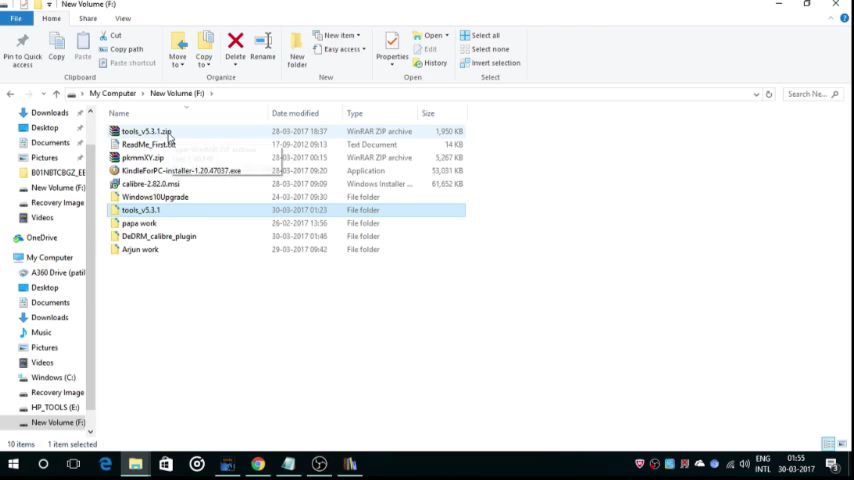 New Volume (F:)
File
Home
Share
View
Pin to Quick access
Copy
Paste
Cut
Copy path
Paste shortcut
Clipboard
Move to
Copy to
Delete
Rename
Organize
New folder
New item
Easy access
New
Properties
Open
Edit
History
Open
Select all
Select none
Invert selection
Select
My Computer > New Volume (F:) >
Search Ne...
Name
Date modified
Type
Size
tools_v5.3.1.zip 28-03-2017 18:37 WinRAR ZIP archive 1,950 KB
ReadMe_First.txt 17-09-2012 09:13 Text Document 14 KB
pkmmXY.zip 28-03-2017 00:15 WinRAR ZIP archive 5,267 KB
KindleForPC-installer-1.20.47037.exe 28-03-2017 09:20 Application 53,031 KB
calibre-2.82.0.msi 28-03-2017 09:09 Windows Installer ... 61,652 KB
Windows10Upgrade 24-03-2017 09:30 File folder
tools_v5.3.1 30-03-2017 01:23 File folder
papa work 26-02-2017 13:56 File folder
DeDRM_calibre_plugin 30-03-2017 01:46 File folder
Arjun work 29-03-2017 09:42 File folder
Downloads
Desktop
Documents
Pictures
B01NBTCBGZ_EE
New Volume (F:)
Recovery Image
Videos
OneDrive
My Computer
A360 Drive (patil
Desktop
Documents
Downloads
Music
Pictures
Videos
Windows (C:)
Recovery Image
HP_TOOLS (E:)
New Volume (F:)
10 items
1 item selected
ENG
INTL
01:55
30-03-2017